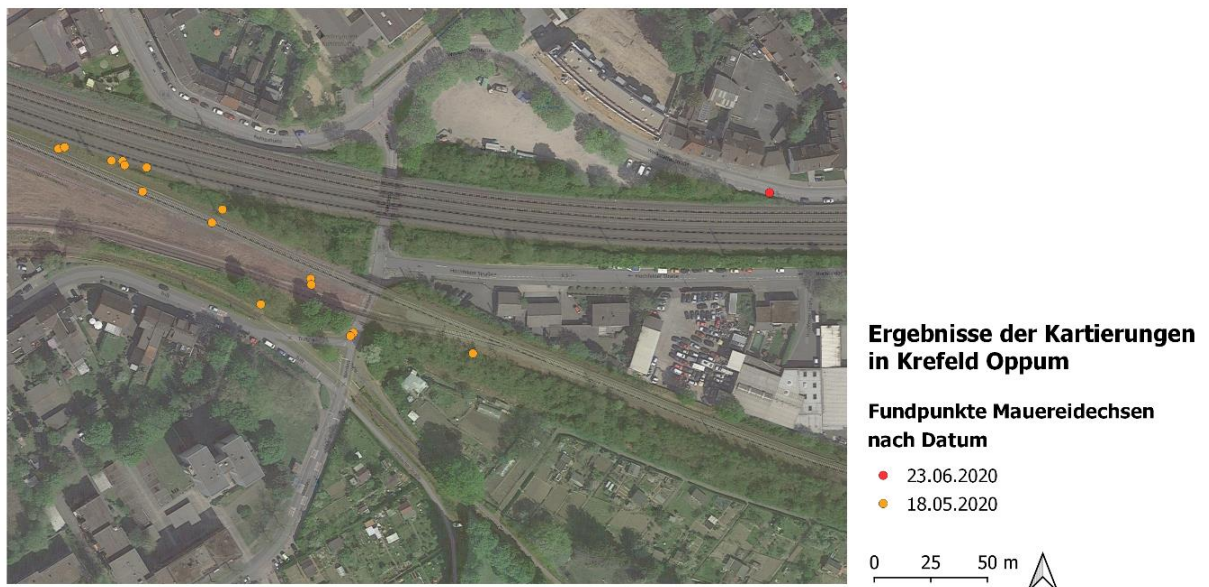 Ergebnisse der Kartierungen
in Krefeld Oppum
Fundpunkte Mauereidechsen
nach Datum
23.06.2020
18.05.2020
0 25 50 m